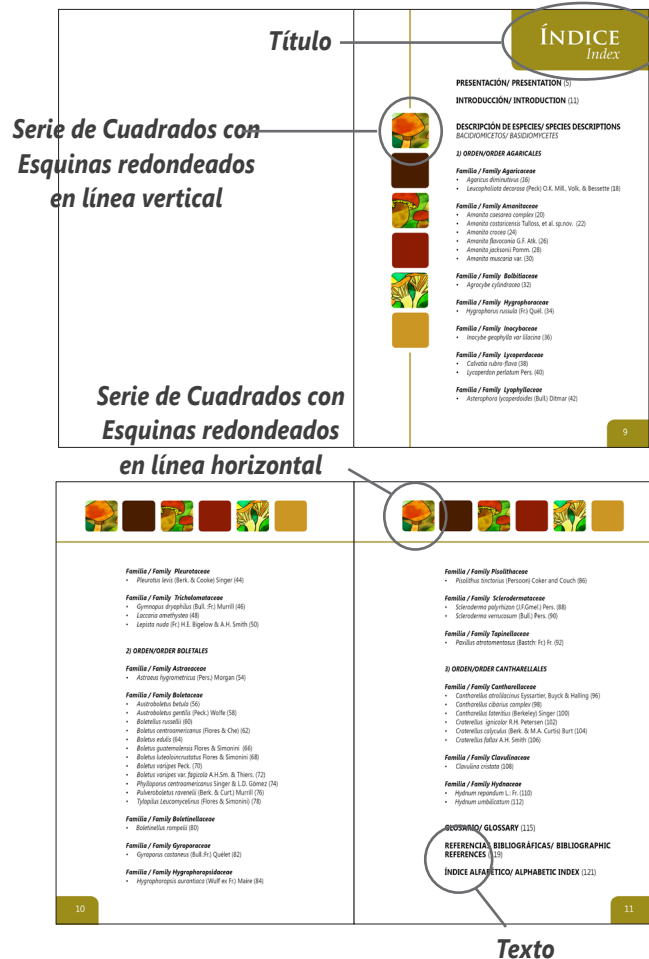 Título
ÍNDICE
Index
PRESENTACIÓN/ PRESENTATION (5)
INTRODUCCIÓN/ INTRODUCTION (11)
Serie de Cuadrados con
Esquinas redondeados
en línea vertical
DESCRIPCIÓN DE ESPECIES/ SPECIES DESCRIPTIONS
BACIDIOMICETOS/ BASIDIOMYCETES
1) ORDEN/ORDER AGARICALES
Familia / Family Agaricaceae
• Agaricus diminutivus (16)
• Leucopholiota decorosa (Peck) O.K. Mill., Volk. & Bessette (18)
Familia / Family Amanitaceae
• Amanita caesarea complex (20)
• Amanita costaricensis Tulloss, et al. sp.nov. (22)
• Amanita crocea (24)
• Amanita flavoconia G.F. Atk. (26)
• Amanita jacksonii Pomm. (28)
• Amanita muscaria var. (30)
Familia / Family Bolbitiaceae
• Agrocybe cylindracea (32)
Familia / Family Hygrophoraceae
• Hygrophorus russula (Fr.) Quél. (34)
Familia / Family Inocybaceae
• Inocybe geophylla var lilacina (36)
Familia / Family Lycoperdaceae
• Calvatia rubro-flava (38)
• Lycoperdon perlatum Pers. (40)
Familia / Family Lyophyllaceae
• Asterophora lycoperdoides (Bull.) Ditmar (42)
9
Serie de Cuadrados con
Esquinas redondeados
en línea horizontal
Familia / Family Pleurotaceae
• Pleurotus levis (Berk. & Cooke) Singer (44)
Familia / Family Tricholomataceae
• Gymnopus dryophilus (Bull. :Fr.) Murrill (46)
• Laccaria amethystea (48)
• Lepista nuda (Fr.) H.E. Bigelow & A.H. Smith (50)
2) ORDEN/ORDER BOLETALES
Familia / Family Astraeaceae
• Astraeus hygrometricus (Pers.) Morgan (54)
Familia / Family Boletaceae
• Austroboletus betula (56)
• Austroboletus gentilis (Peck.) Wolfe (58)
• Boletellus russellii (60)
• Boletus centroamericanus (Flores & Che) (62)
• Boletus edulis (64)
• Boletus guatemalensis Flores & Simonini (66)
• Boletus luteoloincrustatus Flores & Simonini (68)
• Boletus variipes Peck. (70)
• Boletus variipes var. fagicola A.H.Sm. & Thiers. (72)
• Phylloporus centroamericanus Singer & L.D. Gómez (74)
• Pulveroboletus ravenelii (Berk. & Curt.) Murrill (76)
• Tylopilus Leucomycelinus (Flores & Simonini) (78)
Familia / Family Boletinellaceae
• Boletinellus rompelii (80)
Familia / Family Gyroporaceae
• Gyroporus castaneus (Bull.:Fr.) Quélet (82)
Familia / Family Hygrophoropsidaceae
• Hygrophoropsis aurantiaca (Wulf ex Fr.) Maire (84)
10
Familia / Family Pisolithaceae
• Pisolithus tinctorius (Persoon) Coker and Couch (86)
Familia / Family Sclerodermataceae
• Scleroderma polyrhizon (J.F.Gmel.) Pers. (88)
• Scleroderma verrucosum (Bull.) Pers. (90)
Familia / Family Tapinellaceae
• Paxillus atrotomentosus (Bastch: Fr.) Fr. (92)
3) ORDEN/ORDER CANTHARELLALES
Familia / Family Cantharellaceae
• Cantharellus atrolilacinus Eyssartier, Buyck & Halling (96)
• Cantharellus cibarius complex (98)
• Cantharellus lateritius (Berkeley) Singer (100)
• Craterellus ignicolor R.H. Petersen (102)
• Craterellus calyculus (Berk. & M.A. Curtis) Burt (104)
• Craterellus fallax A.H. Smith (106)
Familia / Family Clavulinaceae
• Clavulina cristata (108)
Familia / Family Hydnaceae
• Hydnum repandum L.: Fr. (110)
• Hydnum umbilicatum (112)
GLOSARIO/ GLOSSARY (115)
REFERENCIAS BIBLIOGRÁFICAS/ BIBLIOGRAPHIC
REFERENCES (119)
ÍNDICE ALFABÉTICO/ ALPHABETIC INDEX (121)
11
Texto